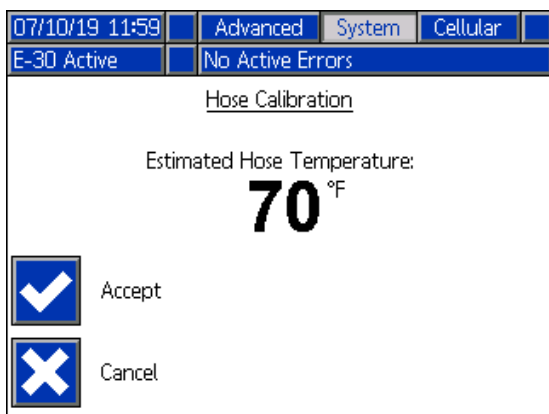 07/10/19 11:59 Advanced System Cellular
E-30 Active No Active Errors
Hose Calibration
Estimated Hose Temperature:
70 °F
Accept
Cancel